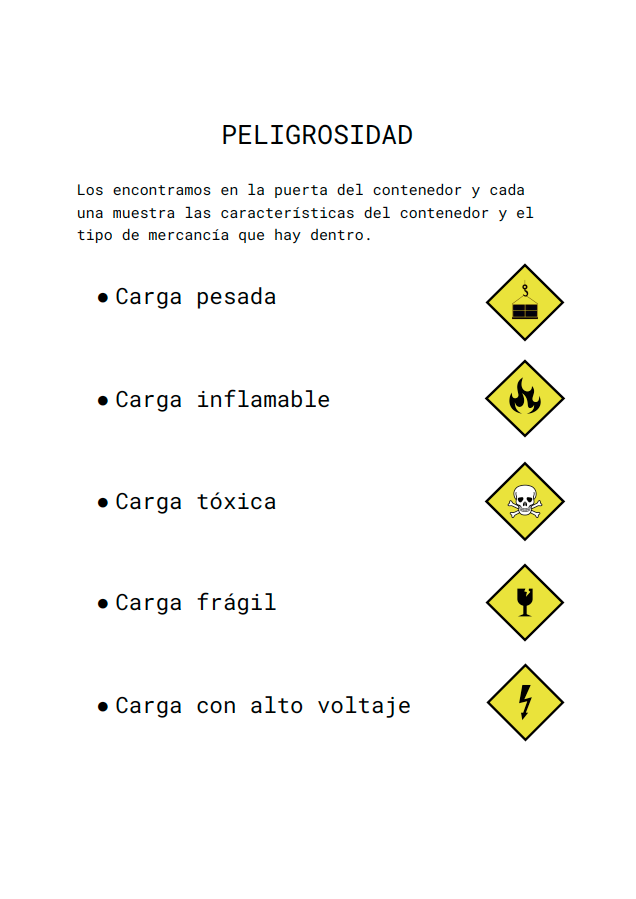 PELIGROSIDAD
Los encontramos en la puerta del contenedor y cada
una muestra las características del contenedor y el
tipo de mercancía que hay dentro.
● Carga pesada
● Carga inflamable
● Carga tóxica
● Carga frágil
● Carga con alto voltaje